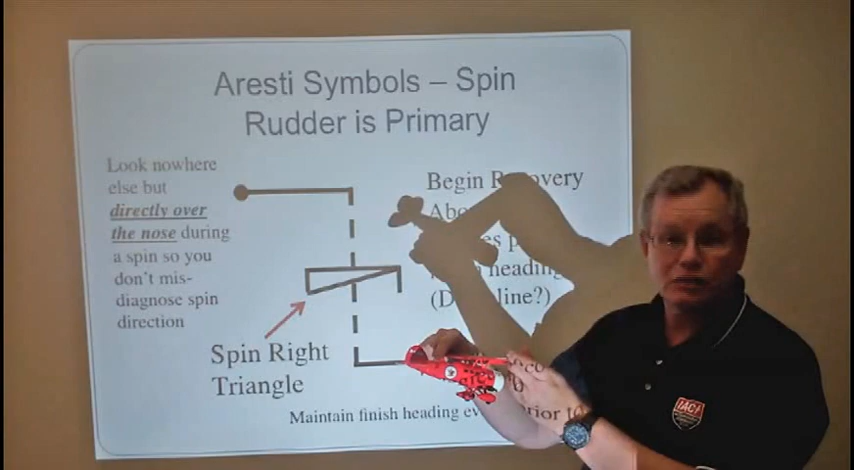 Aresti Symbols – Spin
Rudder is Primary
Look nowhere
else but
directly over
the nose during
a spin so you
don't mis-
diagnose spin
direction
Begin
heading
line?)
Spin Right
Triangle
Maintain finish heading
IAC